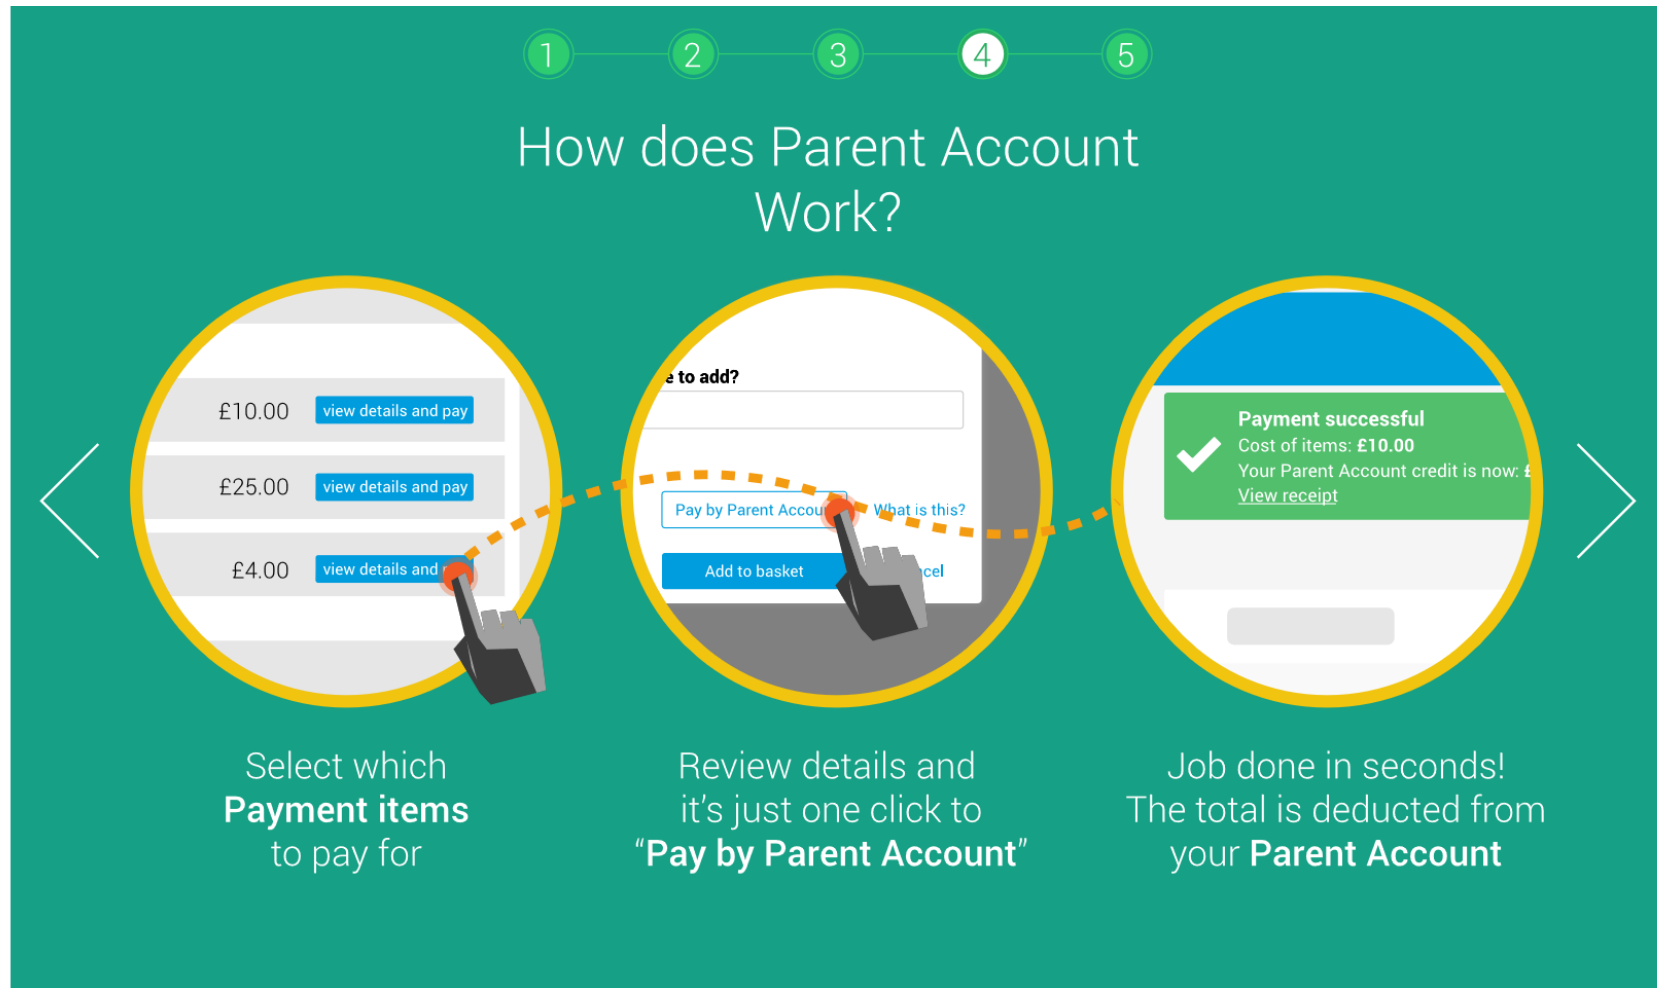 1 2 3 4 5
How does Parent Account
Work?
£10.00 view details and pay
£25.00 view details and pay
£4.00 view details and
to add?
Pay by Parent What is this?
Add to basket
Payment successful
Cost of items: £10.00
Your Parent Account credit is now: £
View receipt
Select which
Payment items
to pay for
Review details and
it's just one click to
“Pay by Parent Account”
Job done in seconds!
The total is deducted from
your Parent Account